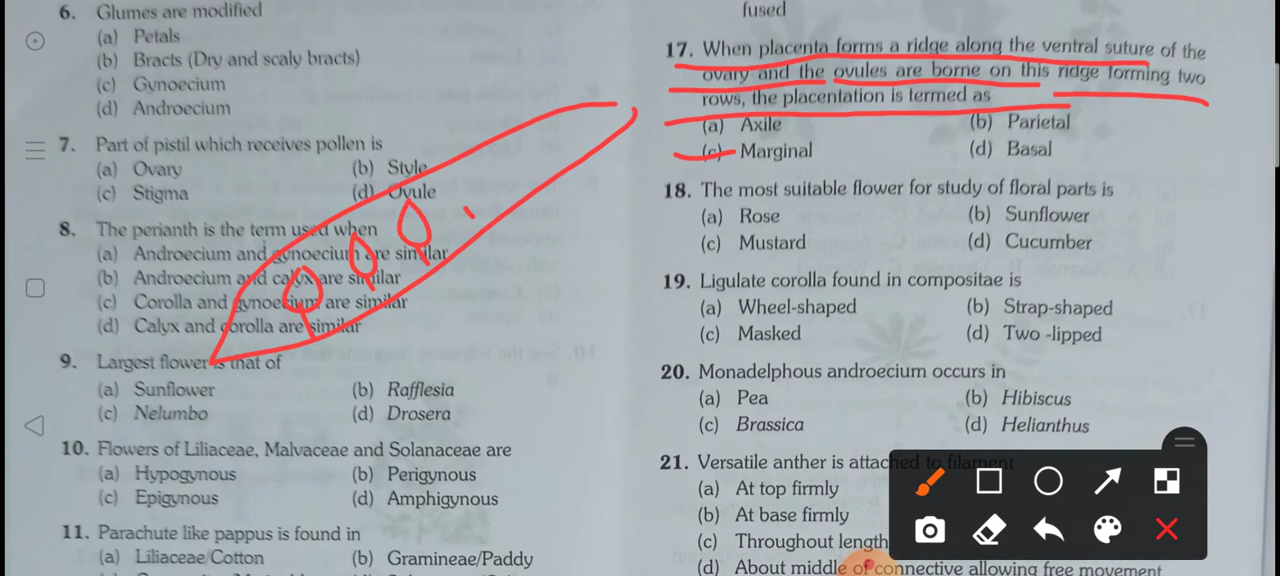 6. Glumes are modified
(a) Petals
(b) Bracts (Dry and scaly bracts)
(c) Gynoecium
(d) Androecium
7. Part of pistil which receives pollen is
(a) Ovary (b) Style
(c) Stigma (d) Ovule
8. The perianth is the term used when
(a) Androecium and gynoecium are similar
(b) Androecium and calyx are similar
(c) Corolla and gynoecium are similar
(d) Calyx and corolla are similar
9. Largest flower is that of
(a) Sunflower (b) Rafflesia
(c) Nelumbo (d) Drosera
10. Flowers of Liliaceae, Malvaceae and Solanaceae are
(a) Hypogynous (b) Perigynous
(c) Epigynous (d) Amphigynous
11. Parachute like pappus is found in
(a) Liliaceae/Cotton (b) Gramineae/Paddy
fused
17. When placenta forms a ridge along the ventral suture of the
ovary and the ovules are borne on this ridge forming two
rows, the placentation is termed as
(a) Axile (b) Parietal
(c) Marginal (d) Basal
18. The most suitable flower for study of floral parts is
(a) Rose (b) Sunflower
(c) Mustard (d) Cucumber
19. Ligulate corolla found in compositae is
(a) Wheel-shaped (b) Strap-shaped
(c) Masked (d) Two -lipped
20. Monadelphous androecium occurs in
(a) Pea (b) Hibiscus
(c) Brassica (d) Helianthus
21. Versatile anther is attached to filament
(a) At top firmly
(b) At base firmly
(c) Throughout length
(d) About middle of connective allowing free movement